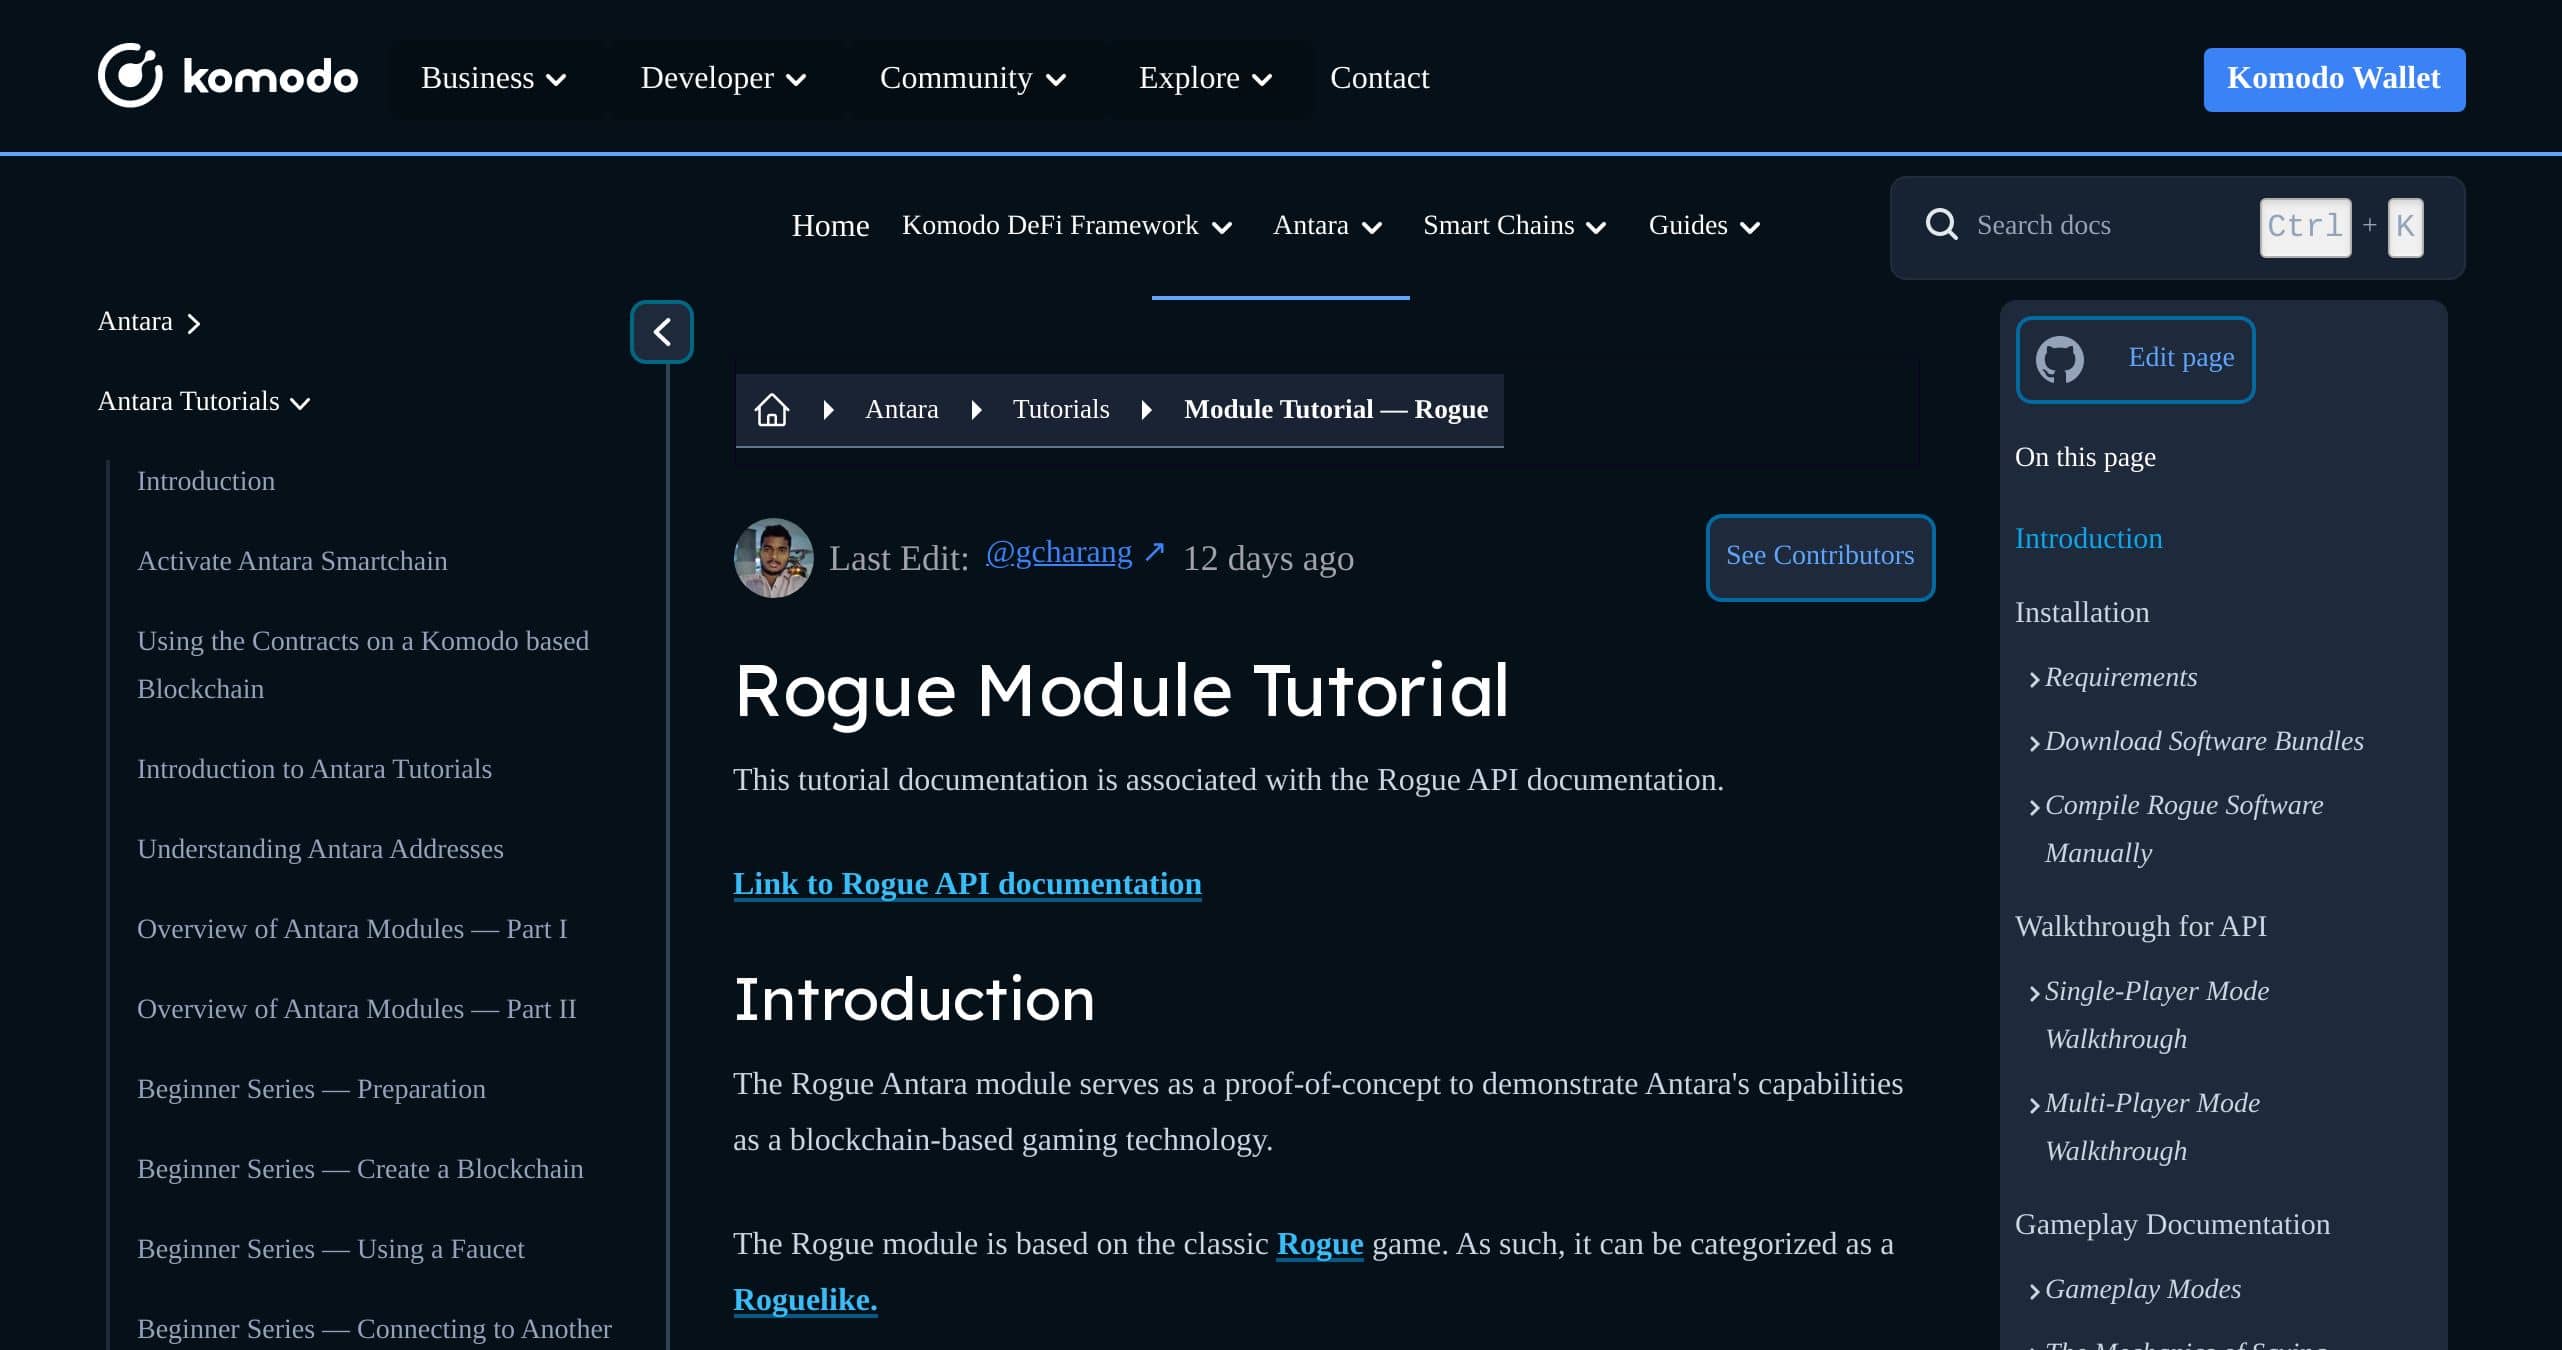 komodo Business Developer Community Explore Contact Komodo Wallet
Home Komodo DeFi Framework Antara Smart Chains Guides Search docs Ctrl + K
Antara
Antara Tutorials
Introduction
Activate Antara Smartchain
Using the Contracts on a Komodo based
Blockchain
Introduction to Antara Tutorials
Understanding Antara Addresses
Overview of Antara Modules — Part I
Overview of Antara Modules — Part II
Beginner Series — Preparation
Beginner Series — Create a Blockchain
Beginner Series — Using a Faucet
Beginner Series — Connecting to Another
Antara Tutorials Module Tutorial — Rogue
Last Edit: @gcharang ↗ 12 days ago See Contributors
Rogue Module Tutorial
This tutorial documentation is associated with the Rogue API documentation.
Link to Rogue API documentation
Introduction
The Rogue Antara module serves as a proof-of-concept to demonstrate Antara's capabilities
as a blockchain-based gaming technology.
The Rogue module is based on the classic Rogue game. As such, it can be categorized as a
Roguelike.
Edit page
On this page
Introduction
Installation
Requirements
Download Software Bundles
Compile Rogue Software
Manually
Walkthrough for API
Single-Player Mode
Walkthrough
Multi-Player Mode
Walkthrough
Gameplay Documentation
Gameplay Modes
The Mechanics of Saving